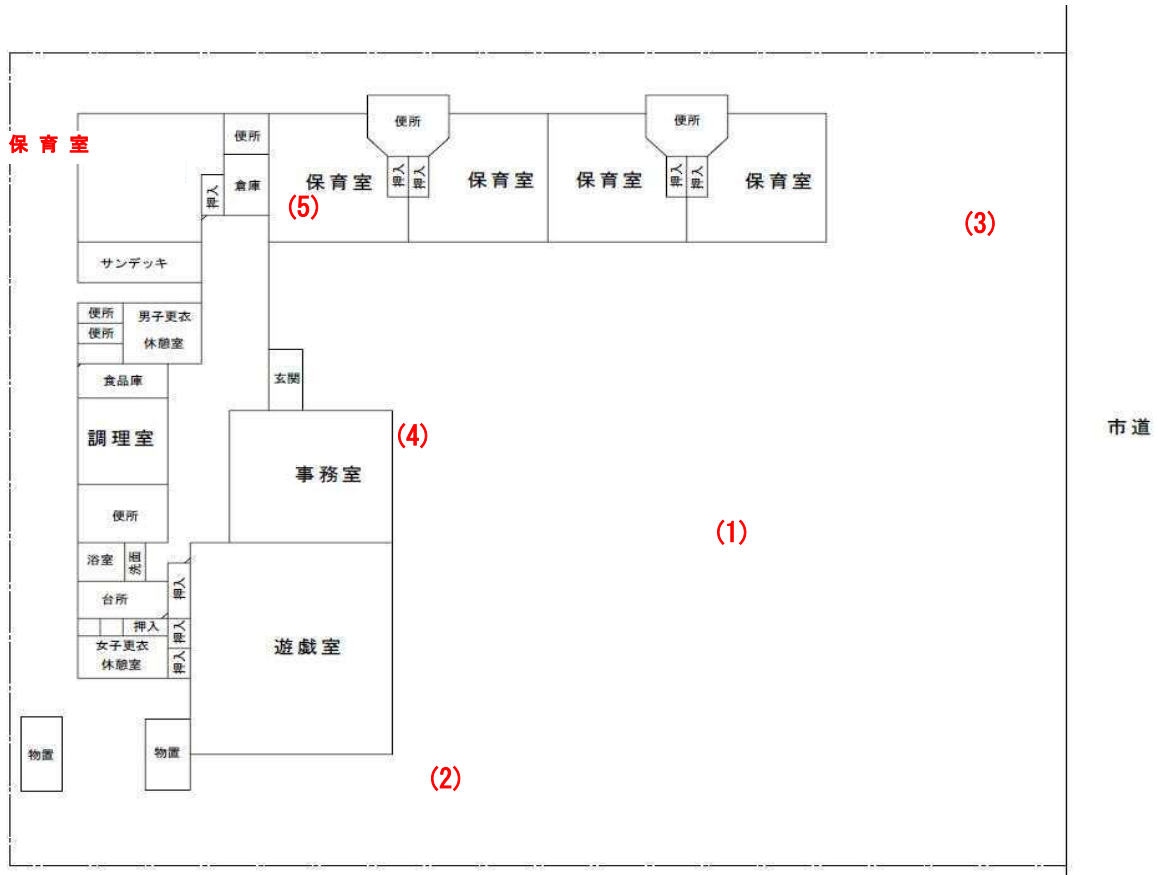 便所
便所
保育室
便所
押入
倉庫
保育室
押入
押入
保育室
保育室
押入
押入
保育室
(5)
(3)
サンデッキ
便所
便所
男子更衣
休憩室
食品庫
玄関
調理室
(4)
市道
事務室
便所
(1)
浴室
洗面
押入
台所
押入
押入
女子更衣
休憩室
押入
遊戯室
物置
物置
(2)